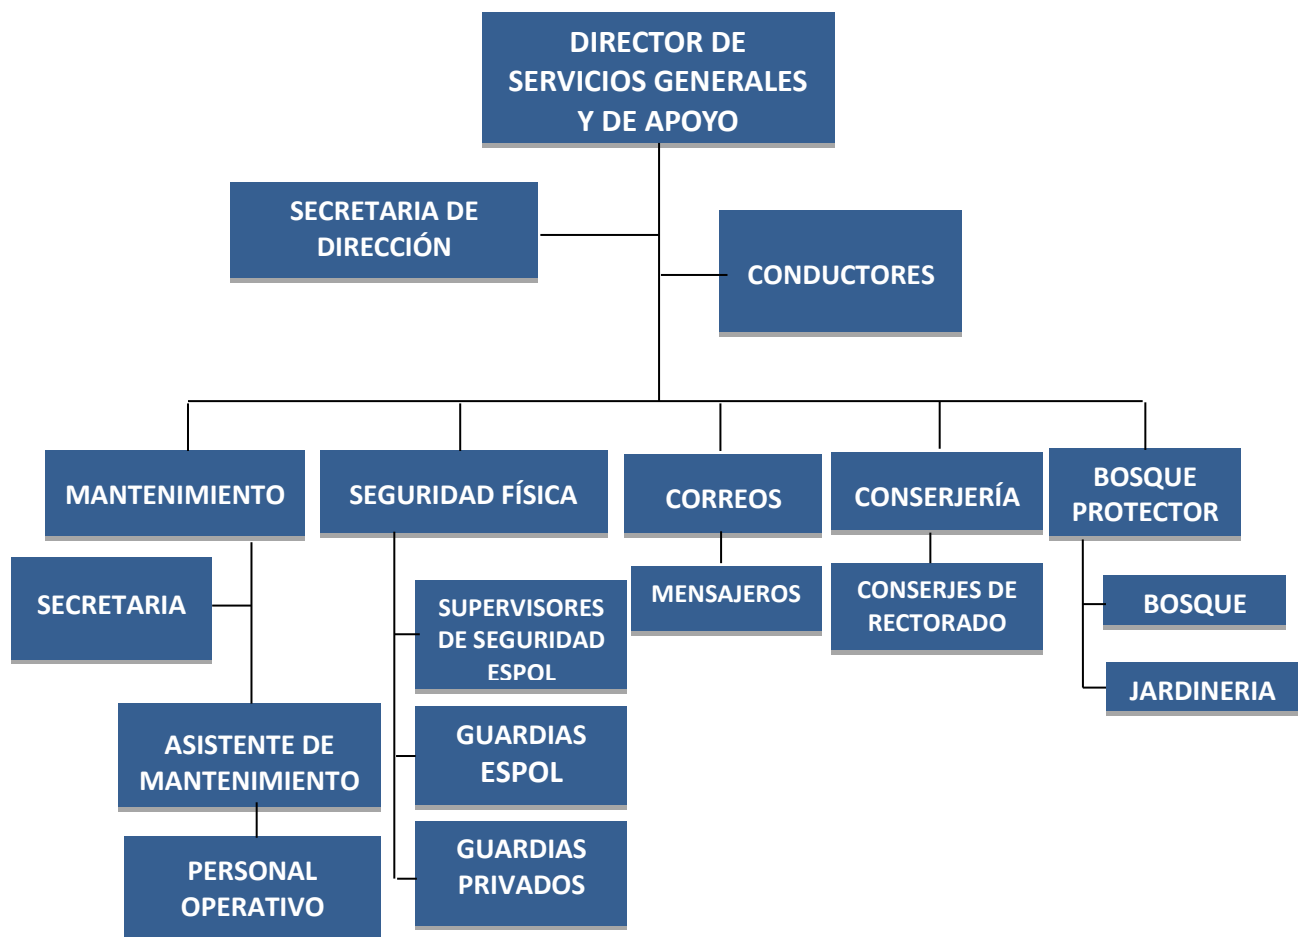 DIRECTOR DE
SERVICIOS GENERALES
Y DE APOYO
SECRETARIA DE
DIRECCIÓN
CONDUCTORES
MANTENIMIENTO
SEGURIDAD FÍSICA
CORREOS
CONSERJERÍA
BOSQUE
PROTECTOR
SECRETARIA
SUPERVISORES
DE SEGURIDAD
ESPOL
MENSAJEROS
CONSERJES DE
RECTORADO
BOSQUE
JARDINERIA
ASISTENTE DE
MANTENIMIENTO
GUARDIAS
ESPOL
PERSONAL
OPERATIVO
GUARDIAS
PRIVADOS